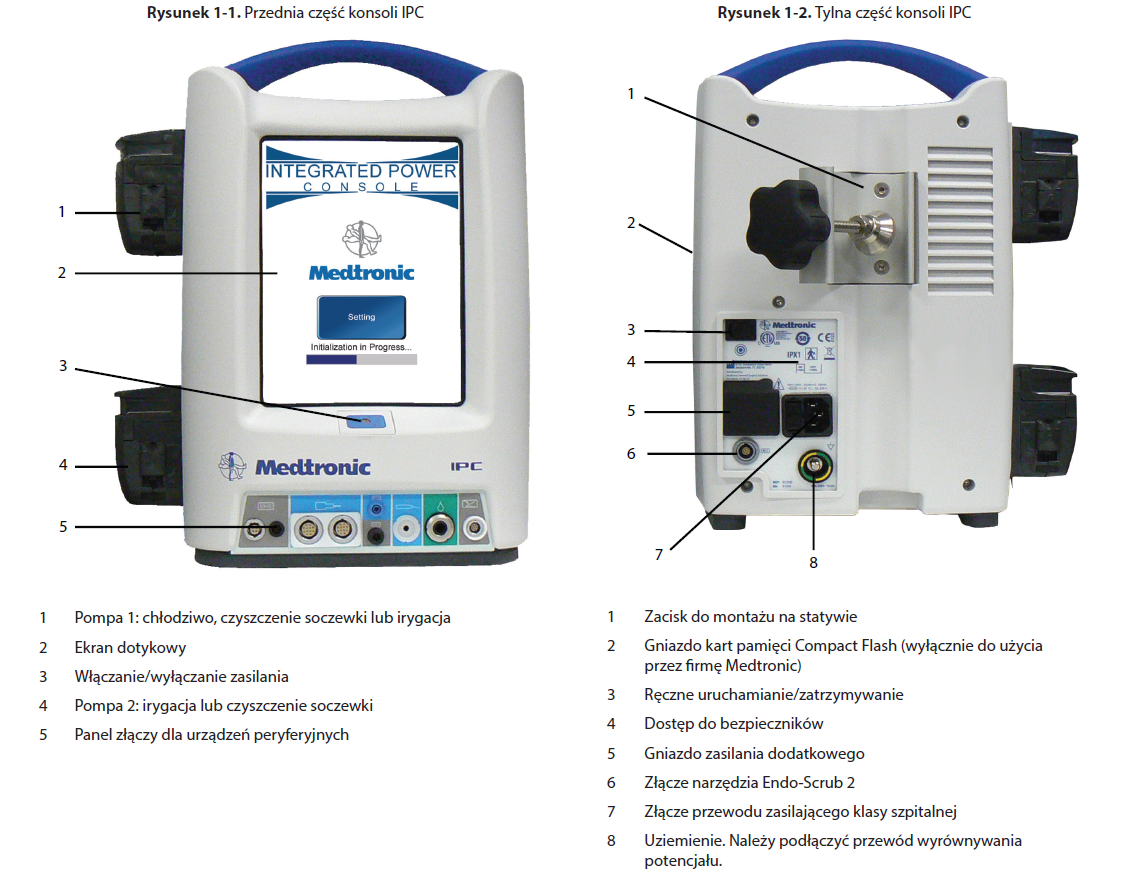 Rysunek 1-1. Przednia część konsoli IPC
INTEGRATED POWER
CONSOLE
Medtronic
Setting
Initialization in Progress...
Medtronic
IPC
1
2
3
4
5
1 Pompa 1: chłodziwo, czyszczenie soczewki lub irygacja
2 Ekran dotykowy
3 Włączanie/wyłączanie zasilania
4 Pompa 2: irygacja lub czyszczenie soczewki
5 Panel złączy dla urządzeń peryferyjnych
Rysunek 1-2. Tylna część konsoli IPC
1
2
3
4
5
6
7
8
Medtronic
IPX1
1 Zacisk do montażu na statywie
2 Gniazdo kart pamięci Compact Flash (wyłącznie do użycia
przez firmę Medtronic)
3 Ręczne uruchamianie/zatrzymywanie
4 Dostęp do bezpieczników
5 Gniazdo zasilania dodatkowego
6 Złącze narzędzia Endo-Scrub 2
7 Złącze przewodu zasilającego klasy szpitalnej
8 Uziemienie. Należy podłączyć przewód wyrównywania
potencjału.